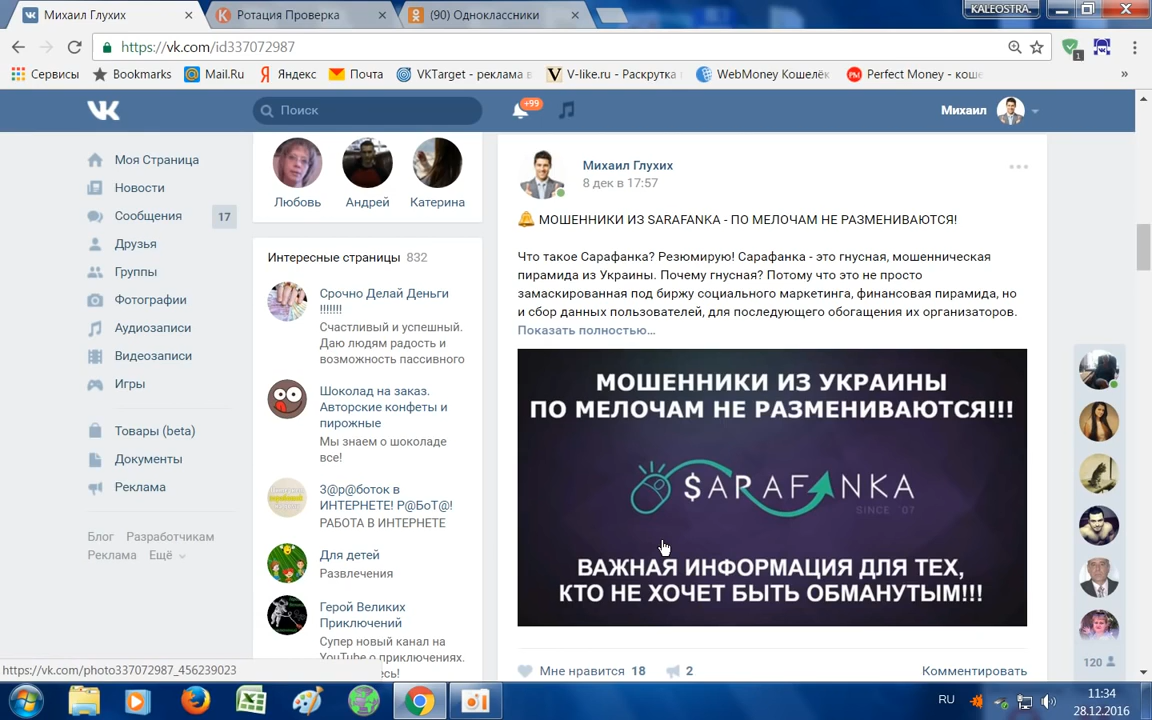 Михаил Глухих
Ротация Проверка
(90) Одноклассники
KALEOSTRA.
https://vk.com/id337072987
1
Сервисы
Bookmarks
Mail.Ru
Яндекс
Почта
VKTarget - реклама в
V-like.ru - Раскрутка
WebMoney Кошелёк
Perfect Money - коше
»
Поиск
+99
Михаил
Моя Страница
Новости
Сообщения 17
Друзья
Группы
Фотографии
Аудиозаписи
Видеозаписи
Игры
Товары (beta)
Документы
Реклама
Блог Разработчикам
Реклама Ещё
Любовь
Андрей
Катерина
Интересные страницы 832
Срочно Делай Деньги
!!!!!!!
Счастливый и успешный.
Даю людям радость и
возможность пассивного
Шоколад на заказ.
Авторские конфеты и
пирожные
Мы знаем о шоколаде
все!
З@р@боток в
ИНТЕРНЕТЕ! Р@БоТ@!
РАБОТА В ИНТЕРНЕТЕ
Для детей
Развлечения
Герой Великих
Приключений
Супер новый канал на
YouTube о приключениях.
Михаил Глухих
8 дек в 17:57
МОШЕННИКИ ИЗ SARAFANKA - ПО МЕЛОЧАМ НЕ РАЗМЕНИВАЮТСЯ!
Что такое Сарафанка? Резюмирую! Сарафанка - это гнусная, мошенническая
пирамида из Украины. Почему гнусная? Потому что это не просто
замаскированная под биржу социального маркетинга, финансовая пирамида, но
и сбор данных пользователей, для последующего обогащения их организаторов.
Показать полностью...
МОШЕННИКИ ИЗ УКРАИНЫ
ПО МЕЛОЧАМ НЕ РАЗМЕНИВАЮТСЯ!!!
$ARAFANKA
SINCE 07
ВАЖНАЯ ИНФОРМАЦИЯ ДЛЯ ТЕХ,
КТО НЕ ХОЧЕТ БЫТЬ ОБМАНУТЫМ!!!
Мне нравится 18
2
Комментировать
120
https://vk.com/photo337072987_456239023
RU
11:34
28.12.2016